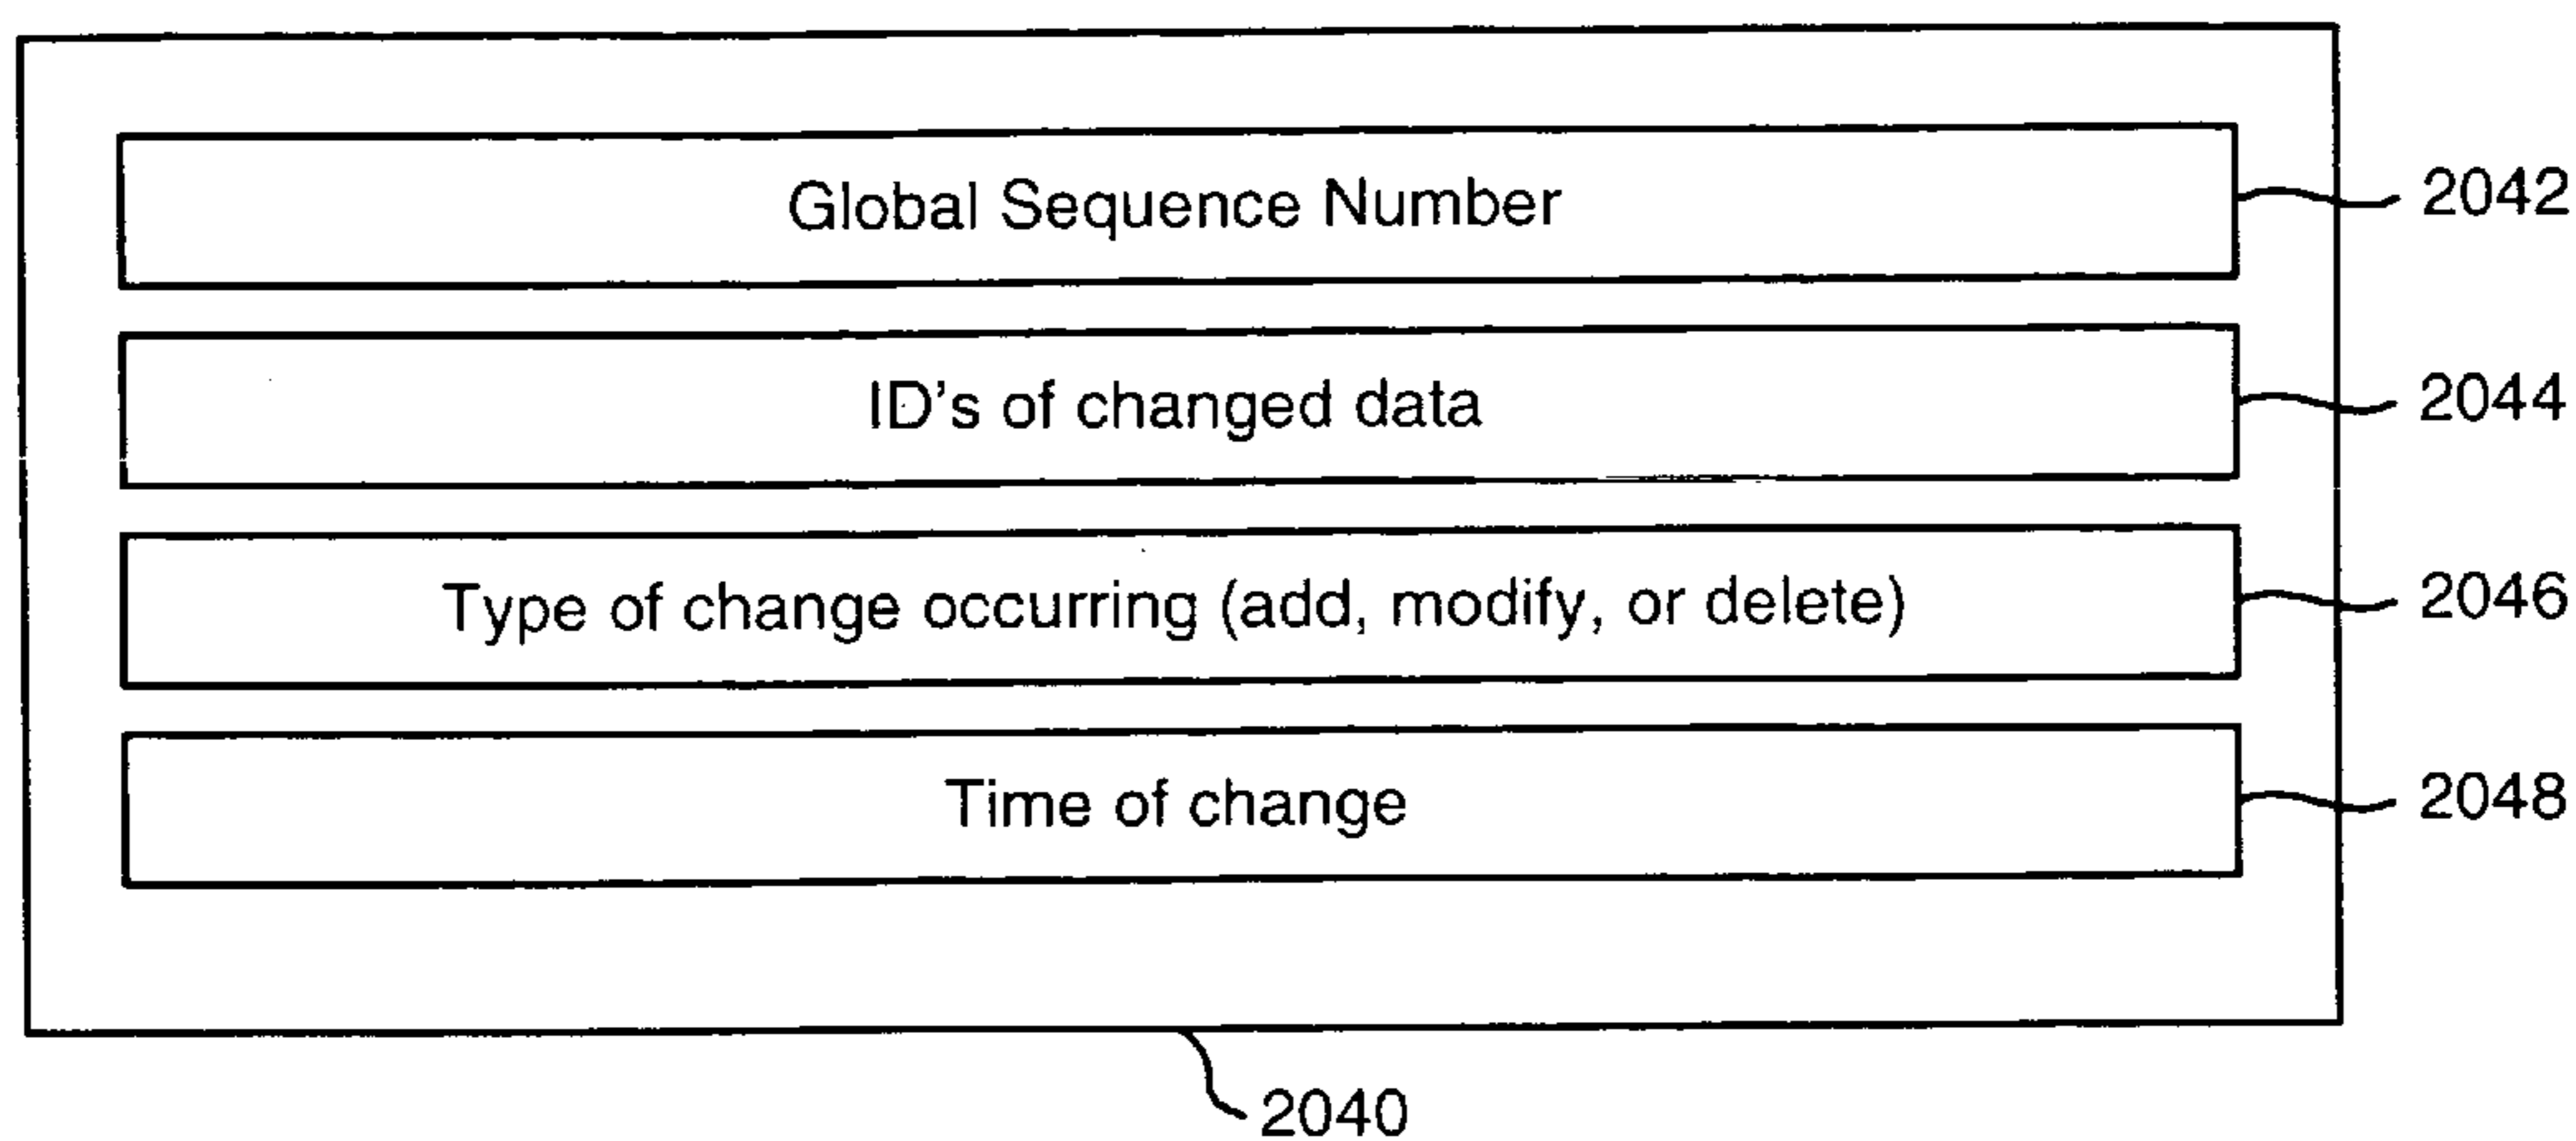 Global Sequence Number 2042
ID's of changed data 2044
Type of change occurring (add, modify, or delete) 2046
Time of change 2048
2040